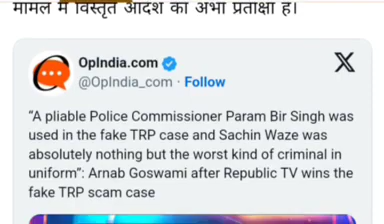 मामले में विस्तृत आदेश की अभी प्रतीक्षा है।
OpIndia.com
@OpIndia_com · Follow
X
“A pliable Police Commissioner Param Bir Singh was
used in the fake TRP case and Sachin Waze was
absolutely nothing but the worst kind of criminal in
uniform”: Arnab Goswami after Republic TV wins the
fake TRP scam case